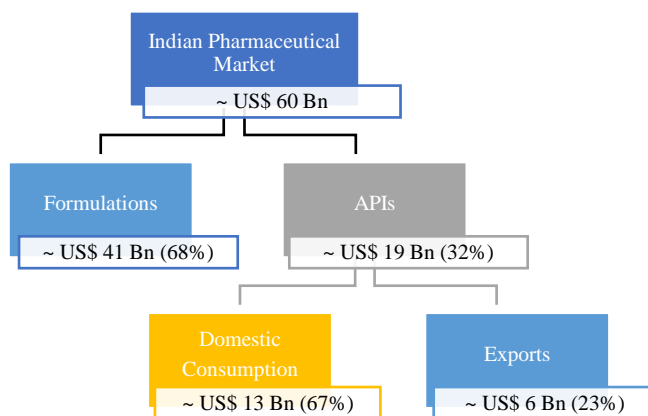 Indian Pharmaceutical
Market
~ US$ 60 Bn
Formulations
~ US$ 41 Bn (68%)
APIs
~ US$ 19 Bn (32%)
Domestic
Consumption
~ US$ 13 Bn (67%)
Exports
~ US$ 6 Bn (23%)